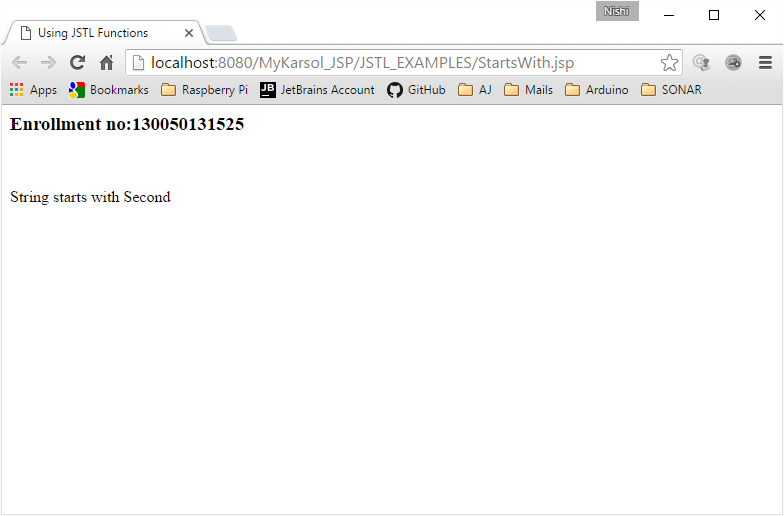 Nishi
Using JSTL Functions
localhost:8080/MyKarsol_JSP/JSTL_EXAMPLES/StartsWith.jsp
Apps Bookmarks Raspberry Pi JB JetBrains Account GitHub AJ Mails Arduino SONAR
Enrollment no:130050131525
String starts with Second